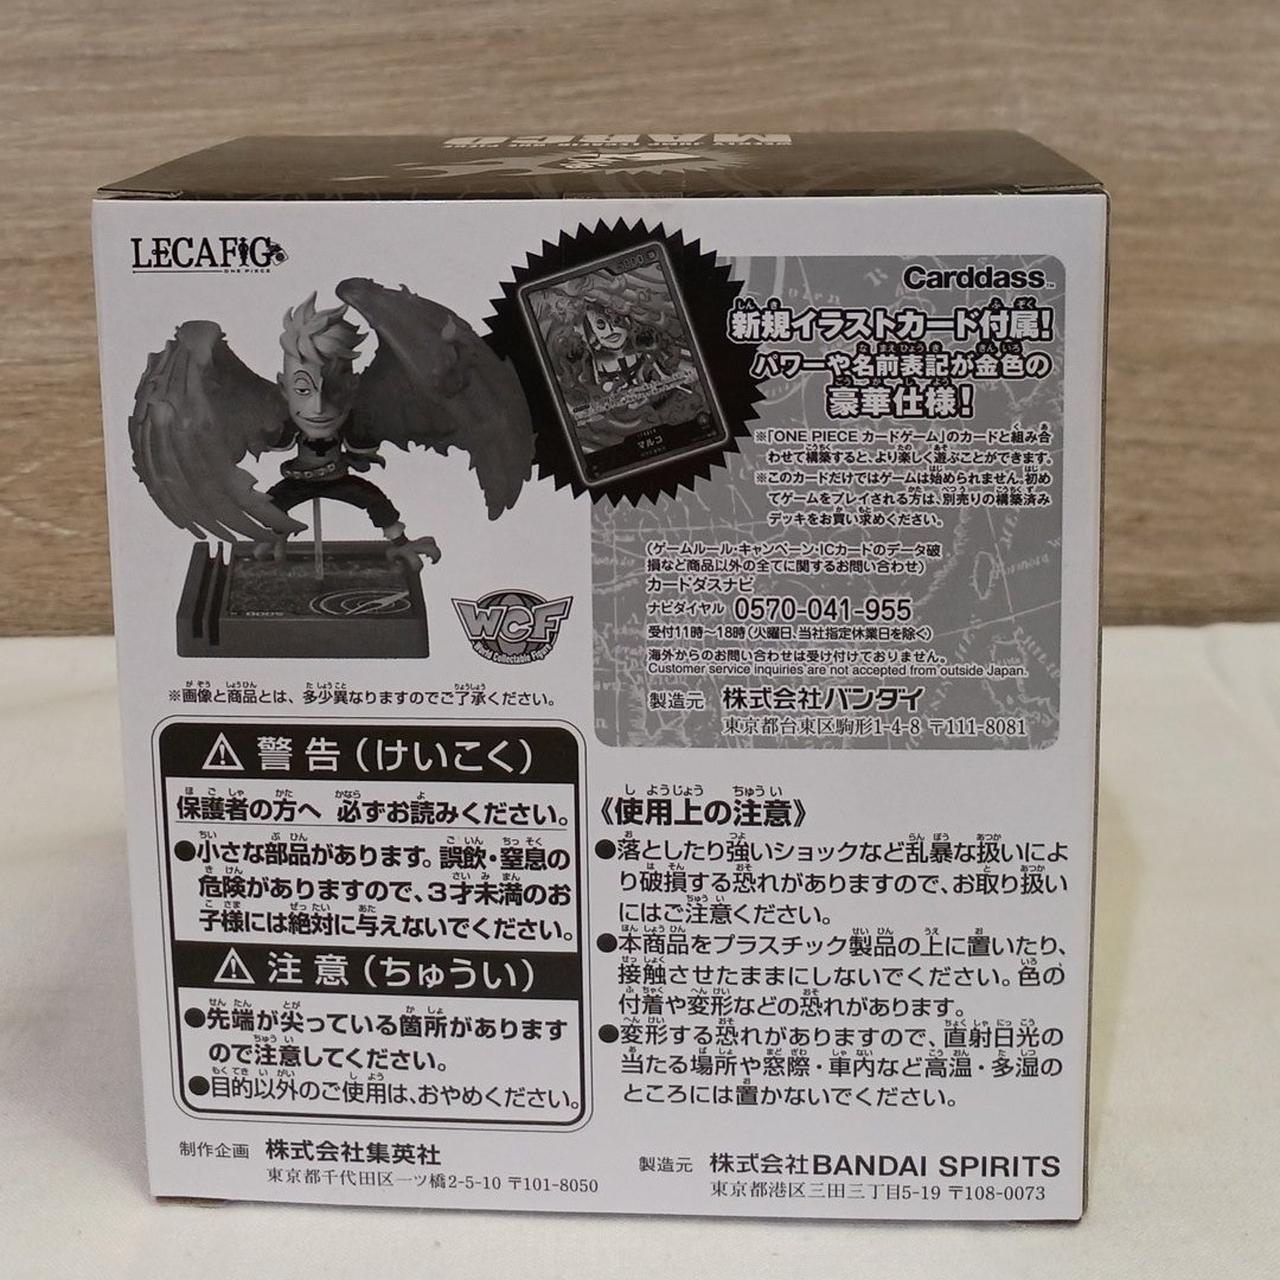 MARCO
LECAFIG
ONE PIECE
5000
マルコ
5000
WCF
World Collectable Figure
※画像と商品とは、多少異なりますのでご了承ください。
Carddass™
新規イラストカード付属!
パワーや名前表記が金色の
豪華仕様!
※「ONE PIECE カードゲーム」のカードと組み合
わせて構築すると、より楽しく遊ぶことができます。
※このカードだけではゲームは始められません。初め
てゲームをプレイされる方は、別売りの構築済み
デッキをお買い求めください。
(ゲームルール・キャンペーン・ICカードのデータ破
損など商品以外の全てに関するお問い合わせ)
カードダスナビ
ナビダイヤル 0570-041-955
受付11時〜18時(火曜日、当社指定休業日を除く)
海外からのお問い合わせは受け付けておりません。
Customer service inquiries are not accepted from outside Japan.
製造元 株式会社バンダイ
東京都台東区駒形1-4-8 〒111-8081
⚠警告(けいこく)
保護者の方へ 必ずお読みください。
●小さな部品があります。誤飲・窒息の
危険がありますので、3才未満のお
子様には絶対に与えないでください。
⚠注意(ちゅうい)
●先端が尖っている箇所があります
ので注意してください。
●目的以外のご使用は、おやめください。
《使用上の注意》
●落としたり強いショックなど乱暴な扱いによ
り破損する恐れがありますので、お取り扱い
にはご注意ください。
●本商品をプラスチック製品の上に置いたり、
接触させたままにしないでください。色の
付着や変形などの恐れがあります。
●変形する恐れがありますので、直射日光の
当たる場所や窓際・車内など高温・多湿の
ところには置かないでください。
制作企画 株式会社集英社
東京都千代田区一ツ橋2-5-10 〒101-8050
製造元 株式会社BANDAI SPIRITS
東京都港区三田三丁目5-19 〒108-0073